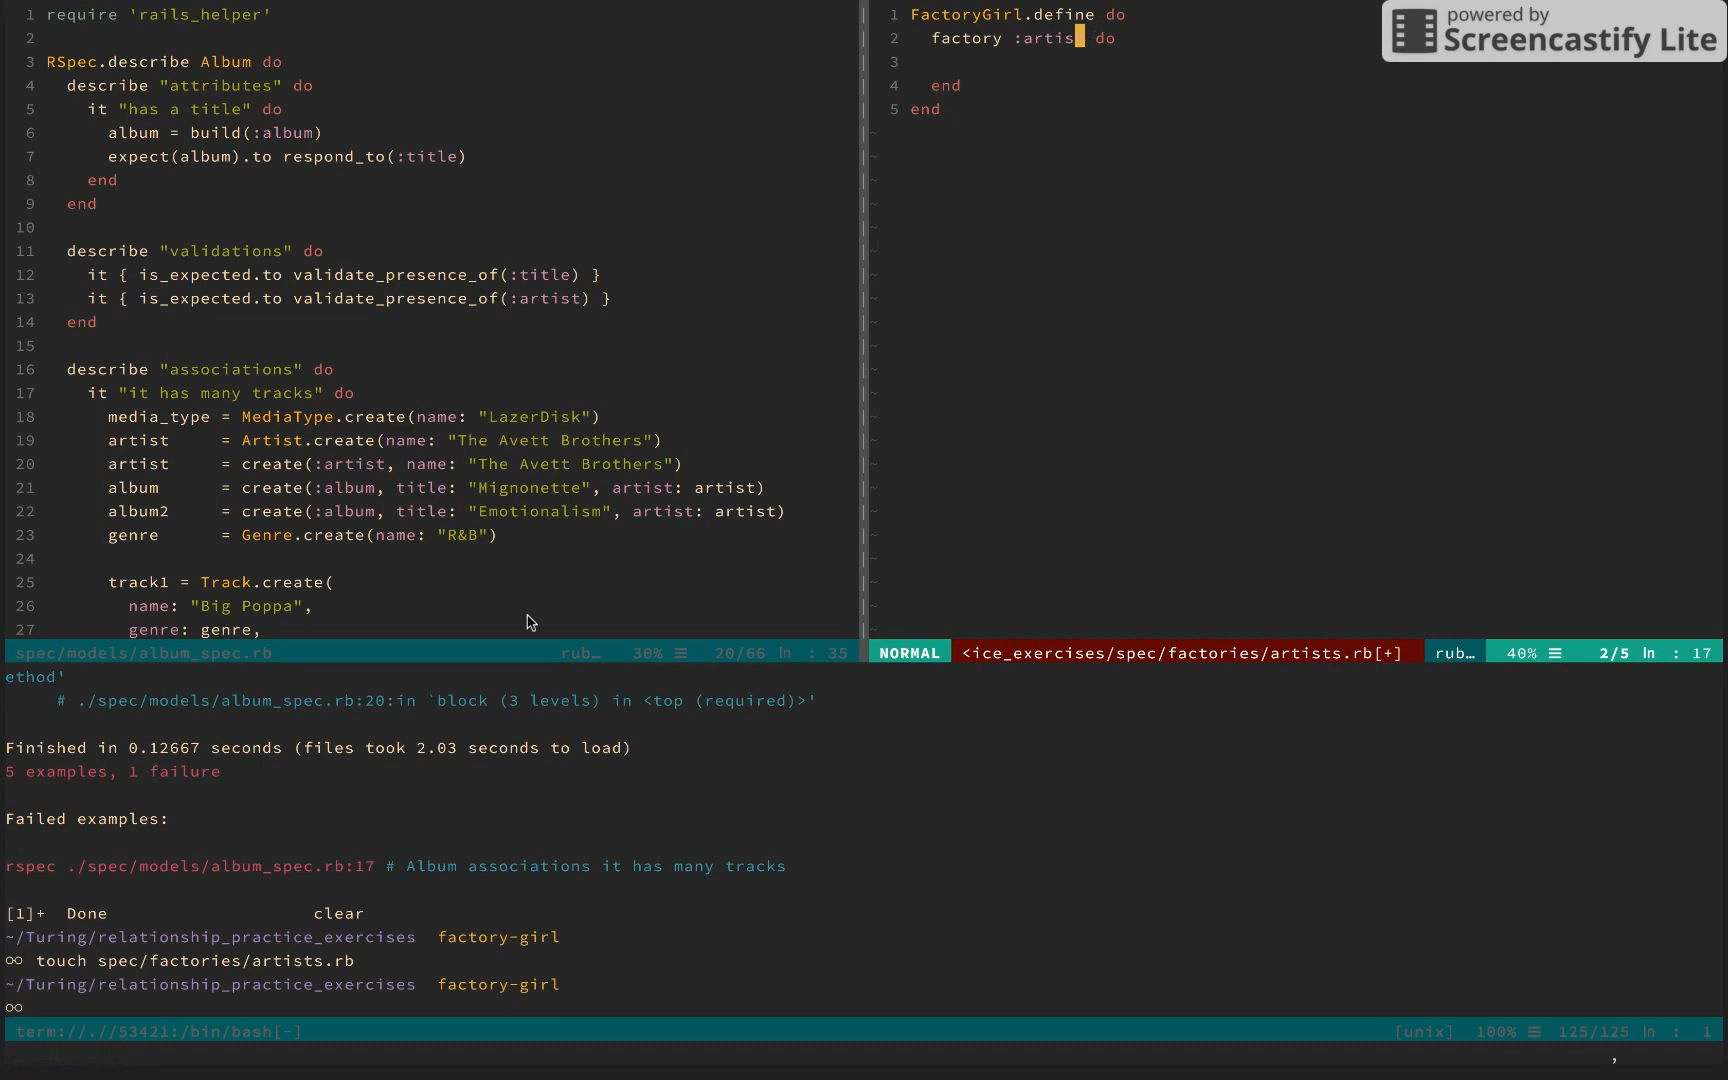 1 require 'rails_helper'
2
3 RSpec.describe Album do
4 describe "attributes" do
5 it "has a title" do
6 album = build(:album)
7 expect(album).to respond_to(:title)
8 end
9 end
10
11 describe "validations" do
12 it { is_expected.to validate_presence_of(:title) }
13 it { is_expected.to validate_presence_of(:artist) }
14 end
15
16 describe "associations" do
17 it "it has many tracks" do
18 media_type = MediaType.create(name: "LazerDisk")
19 artist = Artist.create(name: "The Avett Brothers")
20 artist = create(:artist, name: "The Avett Brothers")
21 album = create(:album, title: "Mignonette", artist: artist)
22 album2 = create(:album, title: "Emotionalism", artist: artist)
23 genre = Genre.create(name: "R&B")
24
25 track1 = Track.create(
26 name: "Big Poppa",
27 genre: genre,
spec/models/album_spec.rb rub… 30% ☰ 20/66 ln : 35
1 FactoryGirl.define do
2 factory :artis do
3
4 end
5 end
powered by
Screencastify Lite
NORMAL <ice_exercises/spec/factories/artists.rb[+] rub… 40% ☰ 2/5 ln : 17
ethod'
# ./spec/models/album_spec.rb:20:in `block (3 levels) in <top (required)>'
Finished in 0.12667 seconds (files took 2.03 seconds to load)
5 examples, 1 failure
Failed examples:
rspec ./spec/models/album_spec.rb:17 # Album associations it has many tracks
[1]+ Done clear
~/Turing/relationship_practice_exercises factory-girl
∞ touch spec/factories/artists.rb
~/Turing/relationship_practice_exercises factory-girl
∞
term://.//53421:/bin/bash[-] [unix] 100% ☰ 125/125 ln : 1
,